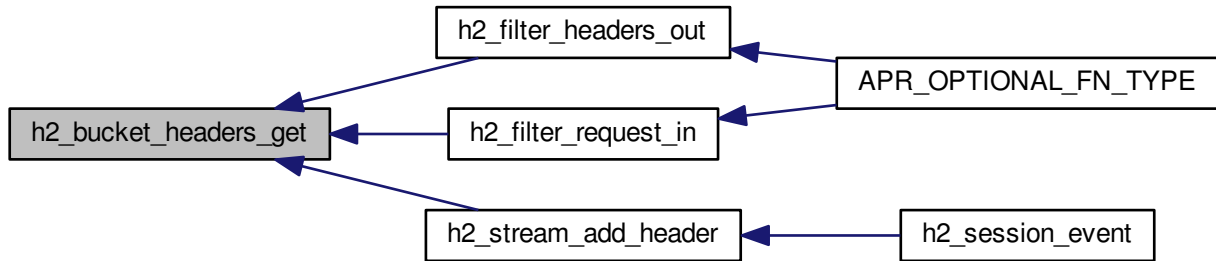 h2_filter_headers_out
APR_OPTIONAL_FN_TYPE
h2_bucket_headers_get
h2_filter_request_in
h2_stream_add_header
h2_session_event